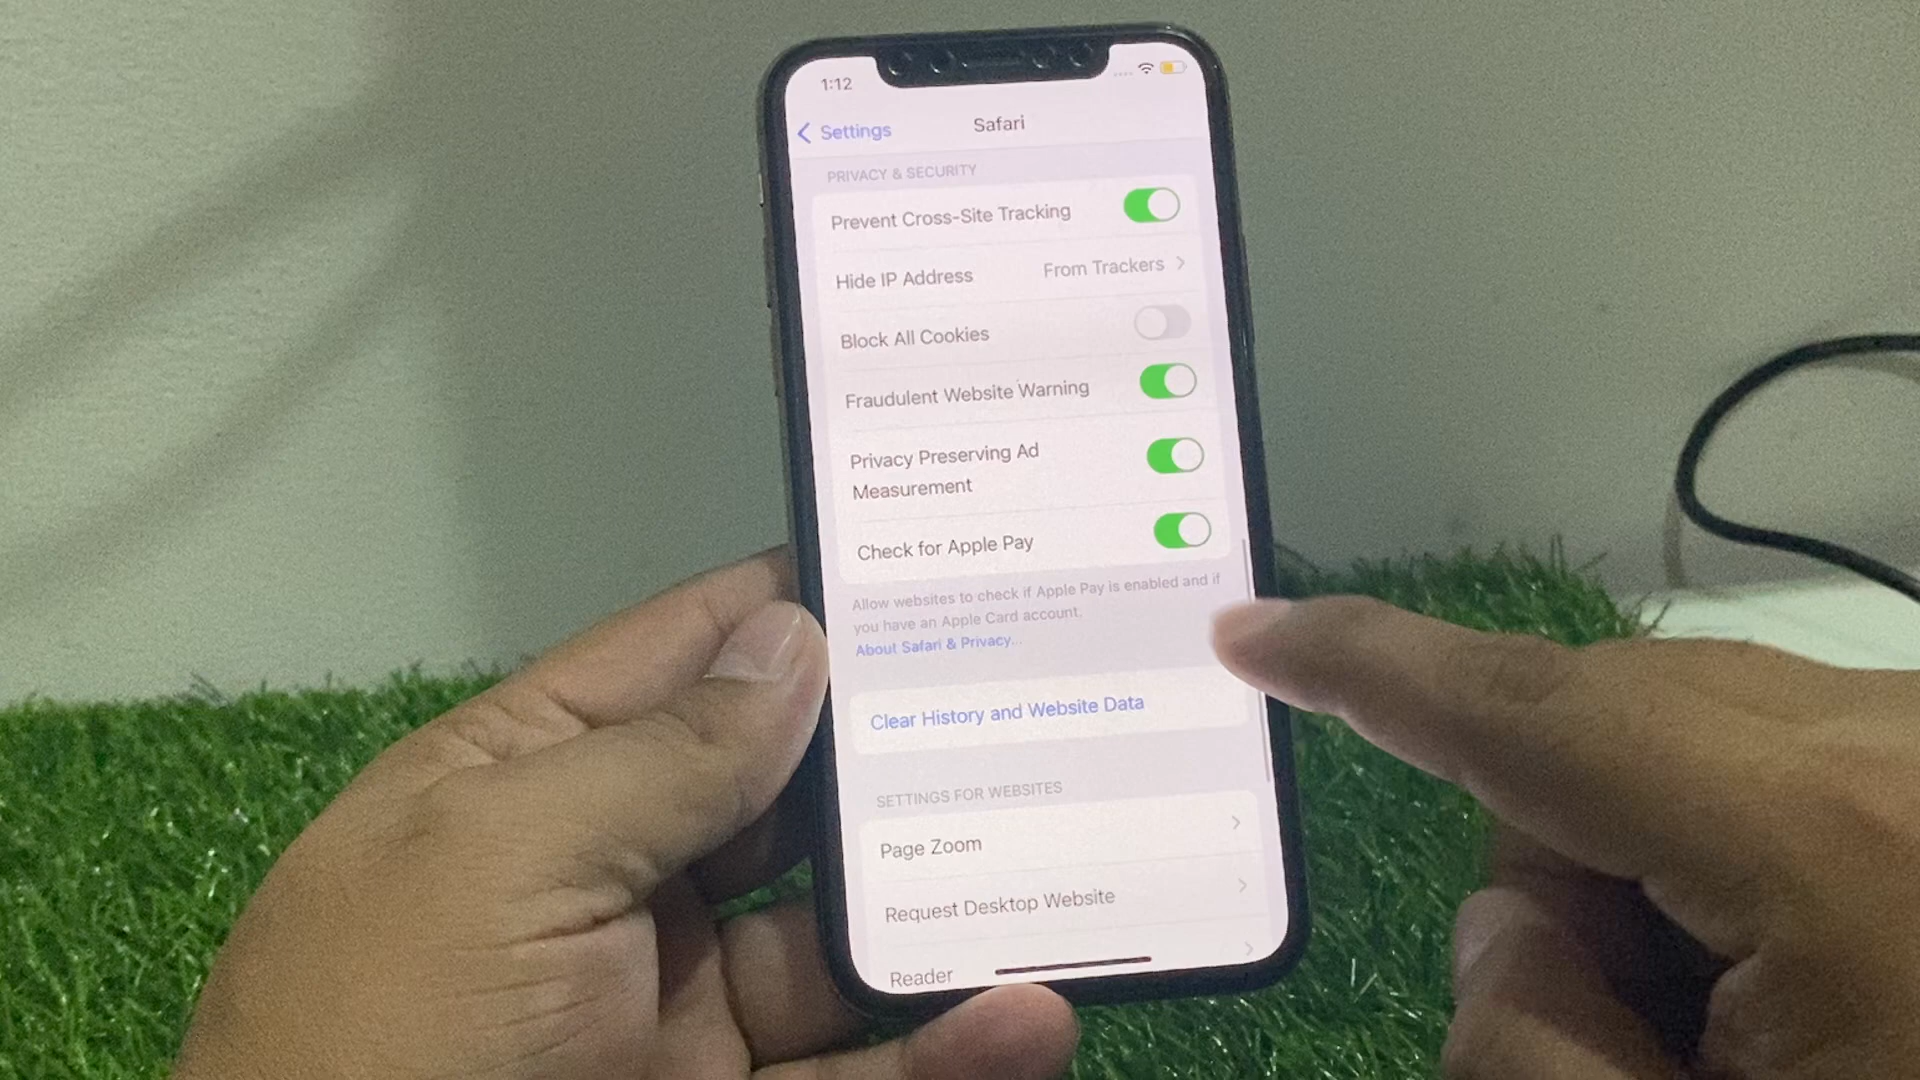 1:12
Settings
Safari
PRIVACY & SECURITY
Prevent Cross-Site Tracking
Hide IP Address From Trackers
Block All Cookies
Fraudulent Website Warning
Privacy Preserving Ad
Measurement
Check for Apple Pay
Allow websites to check if Apple Pay is enabled and if
you have an Apple Card account.
About Safari & Privacy...
Clear History and Website Data
SETTINGS FOR WEBSITES
Page Zoom
Request Desktop Website
Reader